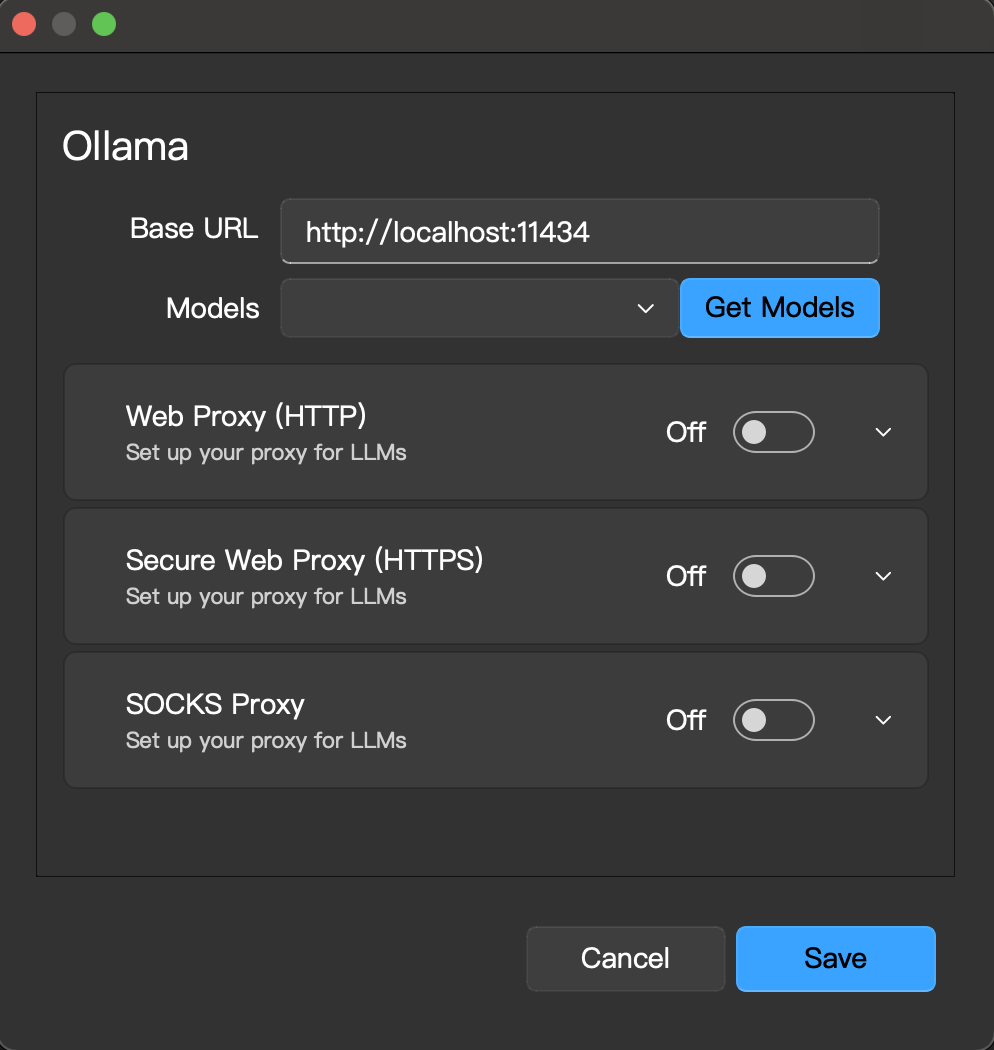 Ollama
Base URL http://localhost:11434
Models Get Models
Web Proxy (HTTP)
Set up your proxy for LLMs
Off
Secure Web Proxy (HTTPS)
Set up your proxy for LLMs
Off
SOCKS Proxy
Set up your proxy for LLMs
Off
Cancel Save